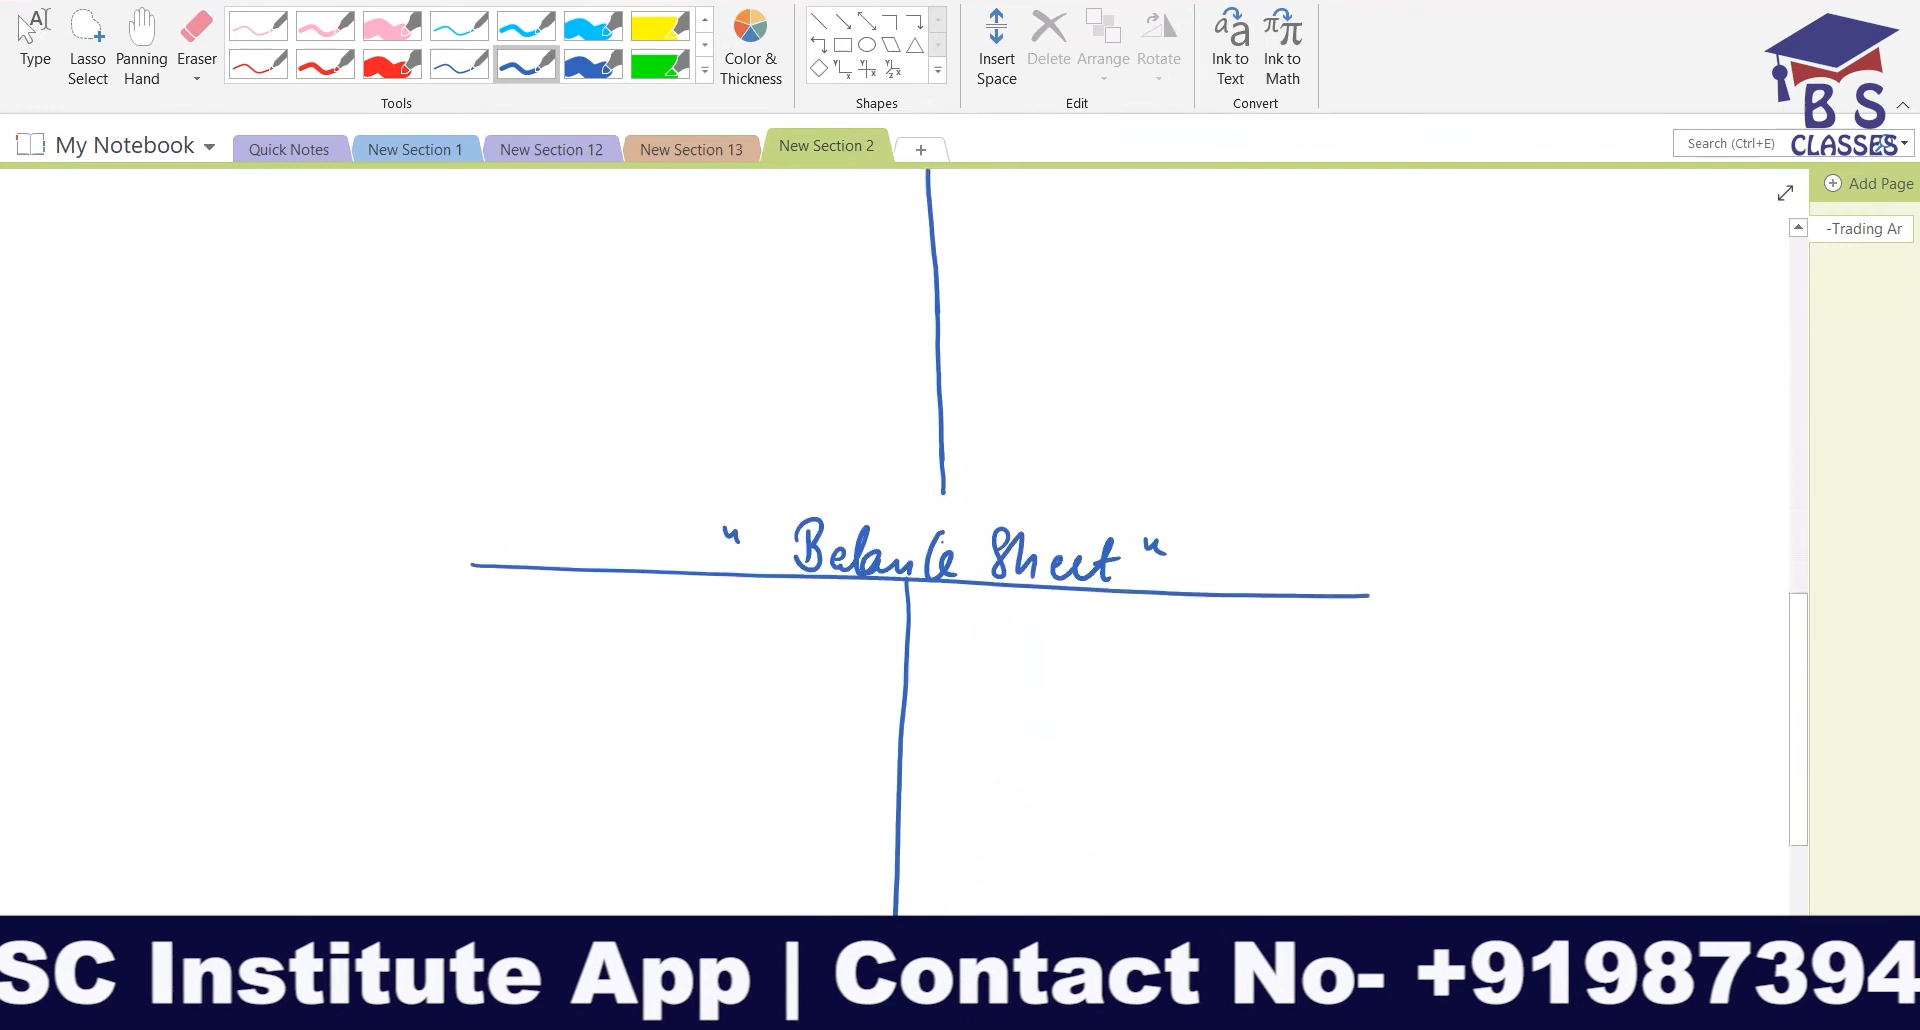 Type
Lasso Select
Panning Hand
Eraser
Color & Thickness
Insert Space
Delete
Arrange
Rotate
Ink to Text
Ink to Math
Tools
Shapes
Edit
Convert
BS
CLASSES
My Notebook
Quick Notes
New Section 1
New Section 12
New Section 13
New Section 2
+
Search (Ctrl+E)
Add Page
-Trading Ar
" Balance Sheet "
SC Institute App | Contact No- +91987394